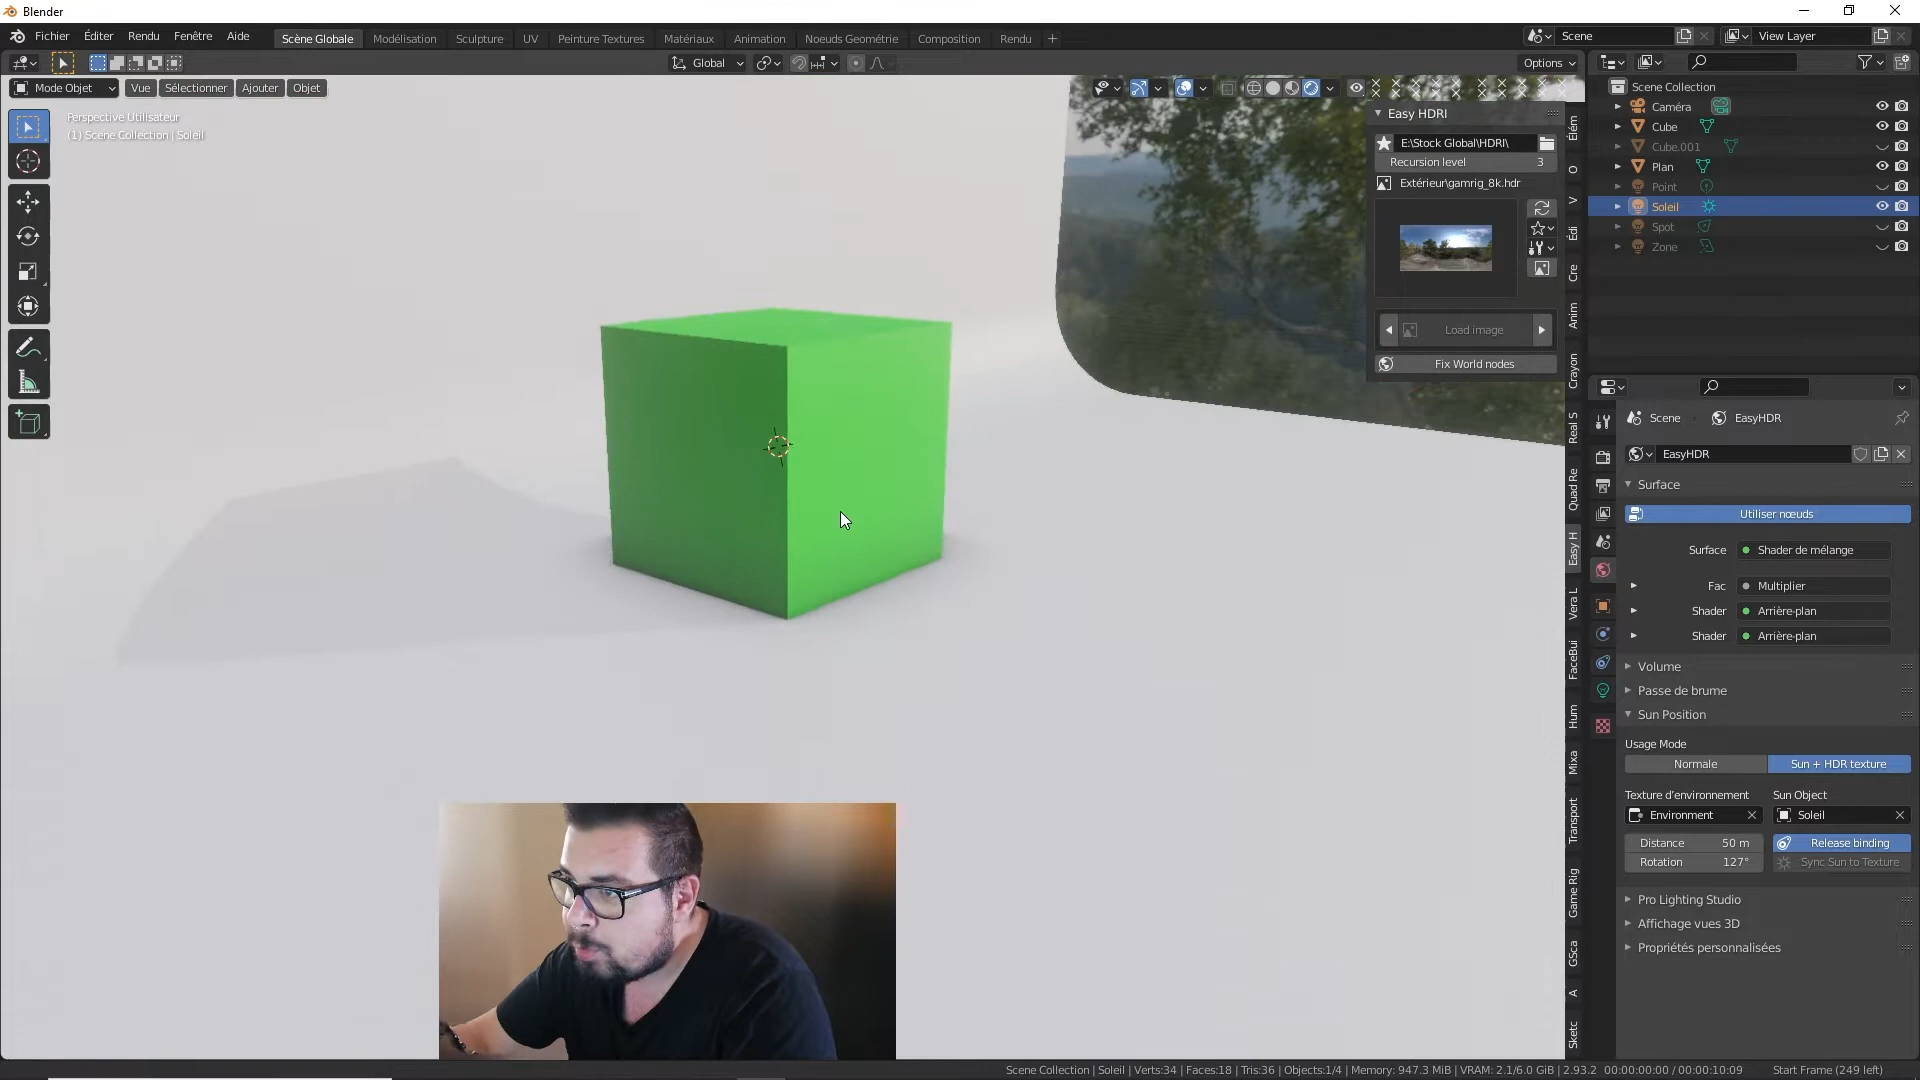 Blender
Fichier Éditer Rendu Fenêtre Aide Scène Globale Modélisation Sculpture UV Peinture Textures Matériaux Animation Noeuds Géométrie Composition Rendu + Scene View Layer
Global Options
Mode Objet Vue Sélectionner Ajouter Objet
Perspective Utilisateur
(1) Scene Collection | Soleil
Easy HDRI
E:\Stock Global\HDRI\
Recursion level 3
Extérieur\gamrig_8k.hdr
Load image
Fix World nodes
Élém
O
V
Édi
Cre
Anim
Crayon
Real S
Quad Re
Easy H
Vera L
FaceBui
Hum
Mixa
Transport
Game Rig
GSca
A
Sketc
Scene Collection
Caméra
Cube
Cube.001
Plan
Point
Soleil
Spot
Zone
Scene EasyHDR
EasyHDR
Surface
Utiliser nœuds
Surface Shader de mélange
Fac Multiplier
Shader Arrière-plan
Shader Arrière-plan
Volume
Passe de brume
Sun Position
Usage Mode
Normale Sun + HDR texture
Texture d'environnement Sun Object
Environment Soleil
Distance 50 m Release binding
Rotation 127° Sync Sun to Texture
Pro Lighting Studio
Affichage vues 3D
Propriétés personnalisées
Scene Collection | Soleil | Verts:34 | Faces:18 | Tris:36 | Objects:1/4 | Memory: 947.3 MiB | VRAM: 2.1/6.0 GiB | 2.93.2 00:00:00:00 / 00:00:10:09 Start Frame (249 left)